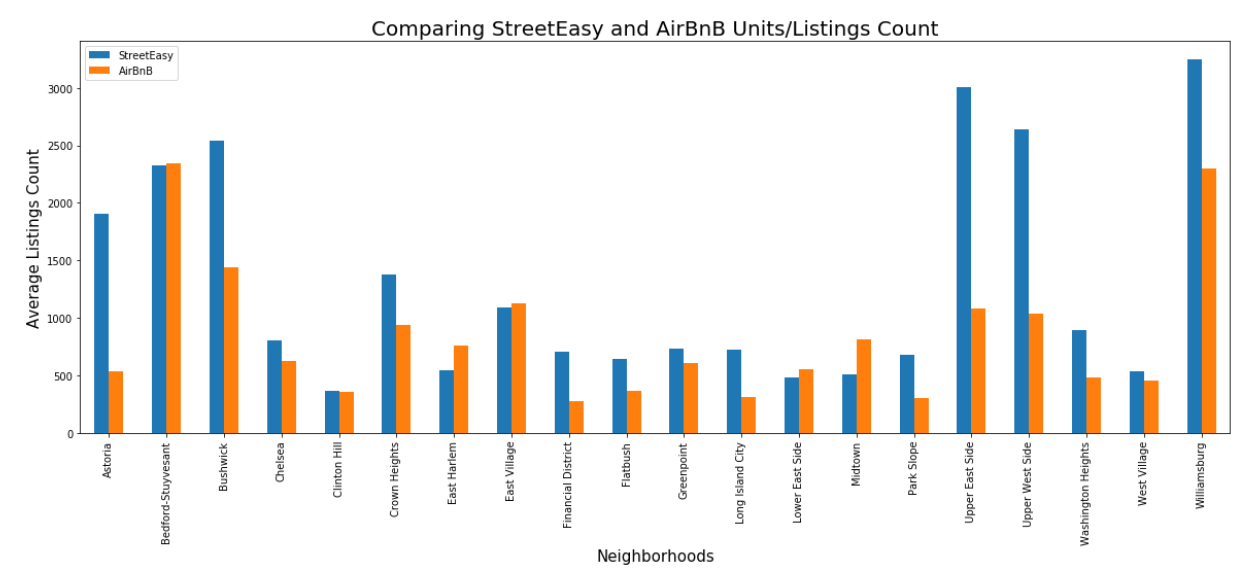 Comparing StreetEasy and AirBnB Units/Listings Count
StreetEasy
AirBnB
Average Listings Count
3000
2500
2000
1500
1000
500
0
Astoria
Bedford-Stuyvesant
Bushwick
Chelsea
Clinton Hill
Crown Heights
East Harlem
East Village
Financial District
Flatbush
Greenpoint
Long Island City
Lower East Side
Midtown
Park Slope
Upper East Side
Upper West Side
Washington Heights
West Village
Williamsburg
Neighborhoods